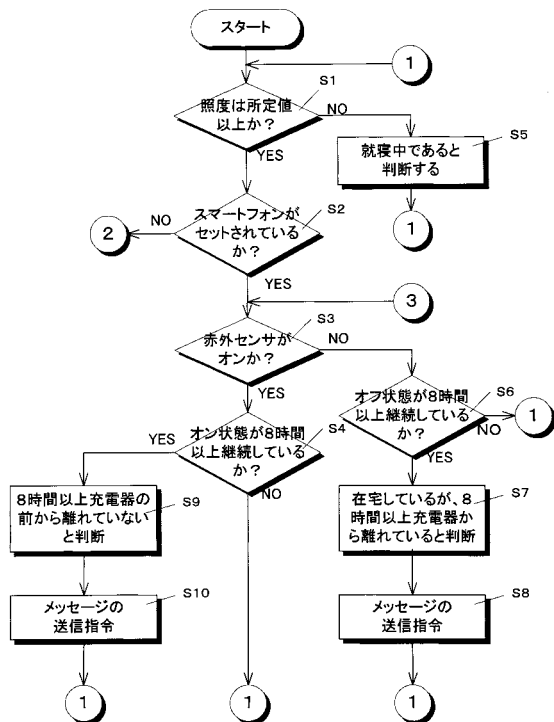 スタート
1
S1
照度は所定値
以上か？
NO
YES
S5
就寝中であると
判断する
1
S2
スマートフォンが
セットされている
か？
NO
2
YES
3
S3
赤外センサが
オンか？
NO
YES
S6
オフ状態が8時間
以上継続している
か？
NO
1
YES
S4
オン状態が8時間
以上継続している
か？
YES
NO
S9
8時間以上充電器の
前から離れていない
と判断
S7
在宅しているが、8
時間以上充電器か
ら離れていると判断
S10
メッセージの
送信指令
S8
メッセージの
送信指令
1
1
1